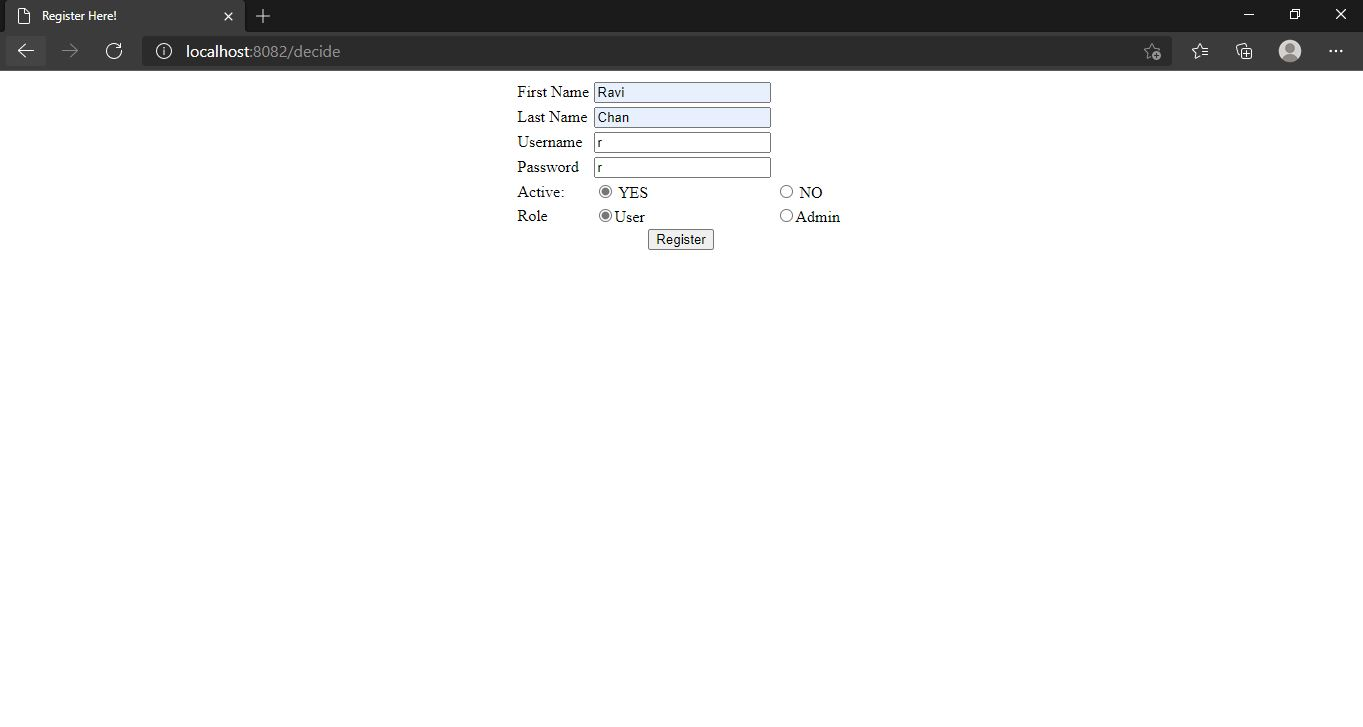 Register Here!
localhost:8082/decide
First Name Ravi
Last Name Chan
Username r
Password r
Active: YES NO
Role User Admin
Register